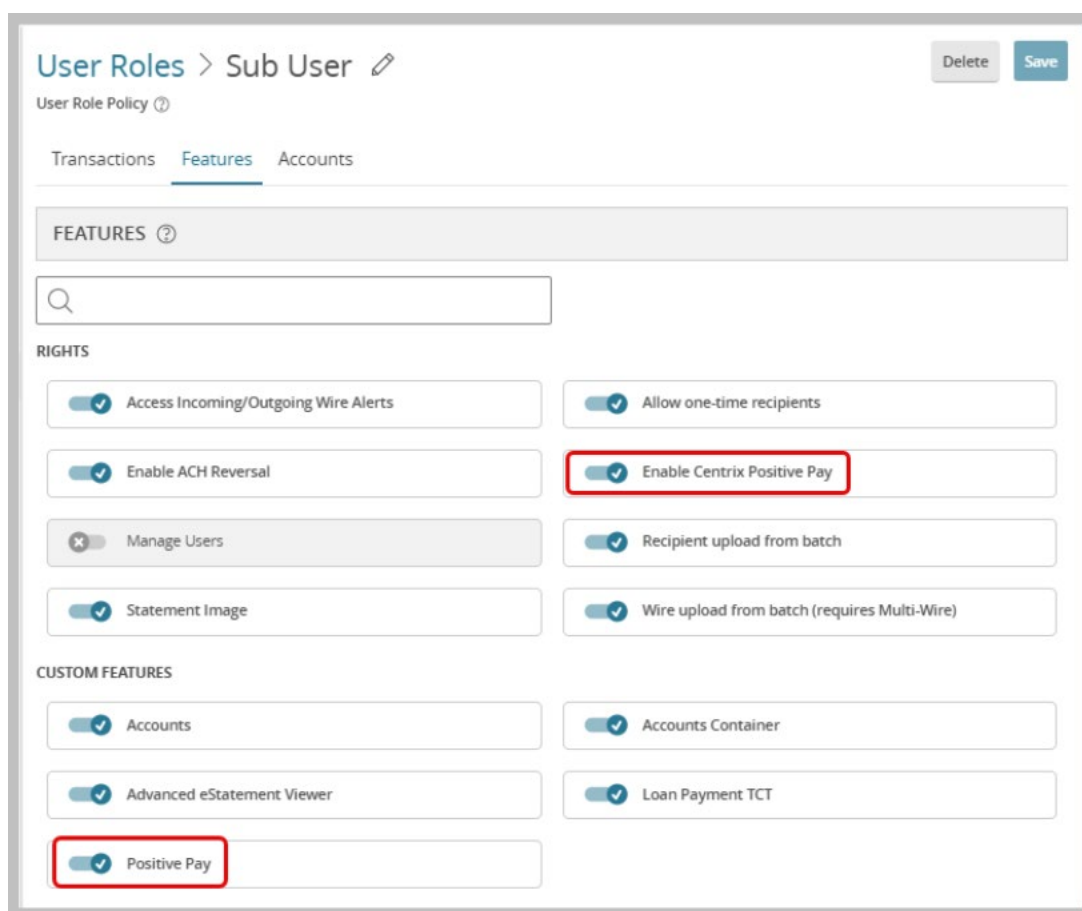 User Roles > Sub User
Delete
Save
User Role Policy
Transactions Features Accounts
FEATURES
RIGHTS
Access Incoming/Outgoing Wire Alerts
Allow one-time recipients
Enable ACH Reversal
Enable Centrix Positive Pay
Manage Users
Recipient upload from batch
Statement Image
Wire upload from batch (requires Multi-Wire)
CUSTOM FEATURES
Accounts
Accounts Container
Advanced eStatement Viewer
Loan Payment TCT
Positive Pay